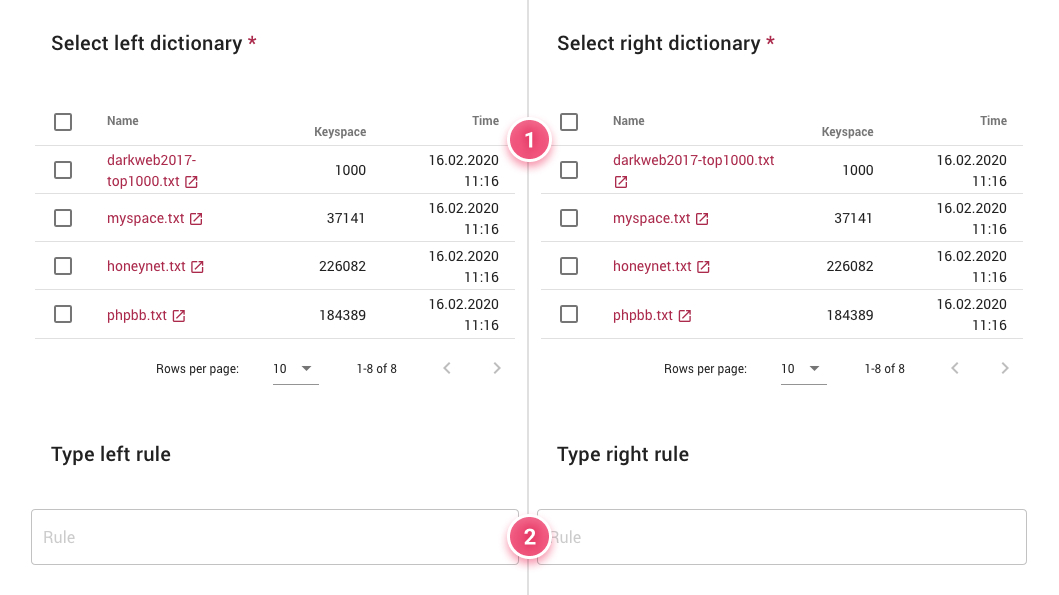 Select left dictionary *
Name
Keyspace
Time
darkweb2017-
top1000.txt
1000
16.02.2020
11:16
myspace.txt
37141
16.02.2020
11:16
honeynet.txt
226082
16.02.2020
11:16
phpbb.txt
184389
16.02.2020
11:16
Rows per page:
10
1-8 of 8
Type left rule
Rule
1
2
Select right dictionary *
Name
Keyspace
Time
darkweb2017-top1000.txt
1000
16.02.2020
11:16
myspace.txt
37141
16.02.2020
11:16
honeynet.txt
226082
16.02.2020
11:16
phpbb.txt
184389
16.02.2020
11:16
Rows per page:
10
1-8 of 8
Type right rule
Rule